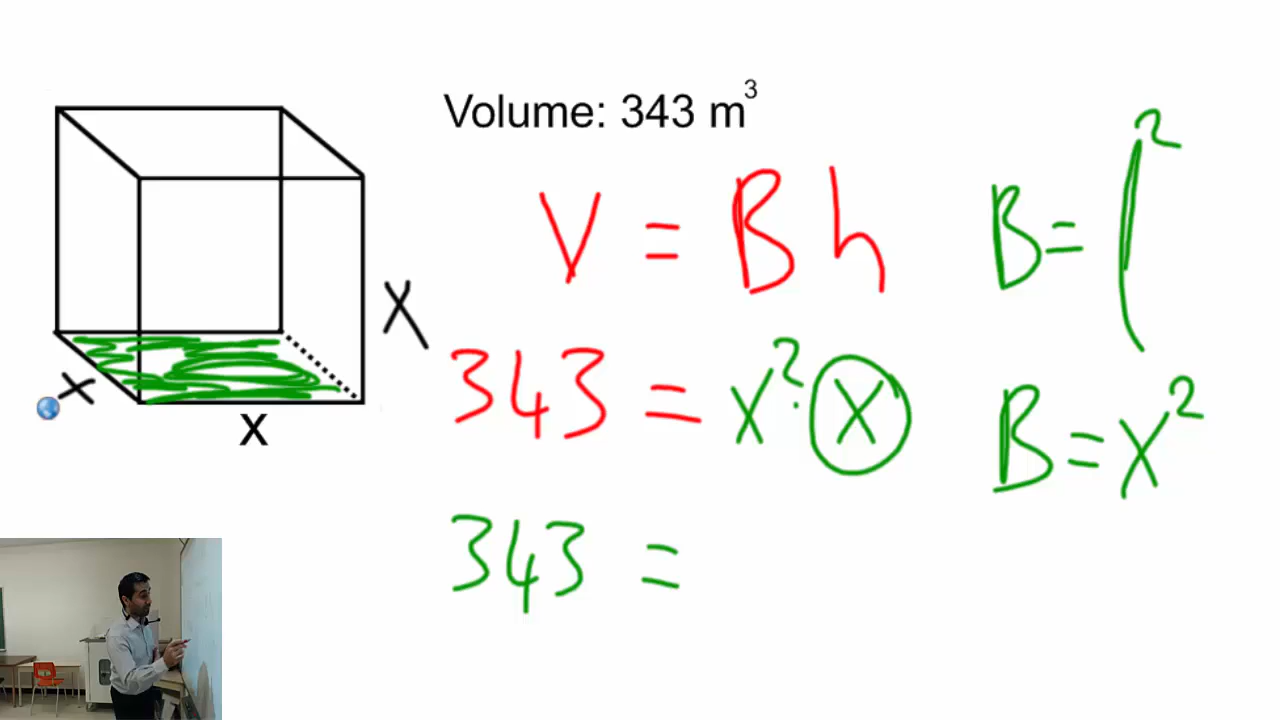 Volume: 343 m³
V = B h
B = l²
X
343 = x² · x
B = x²
x
x
343 =